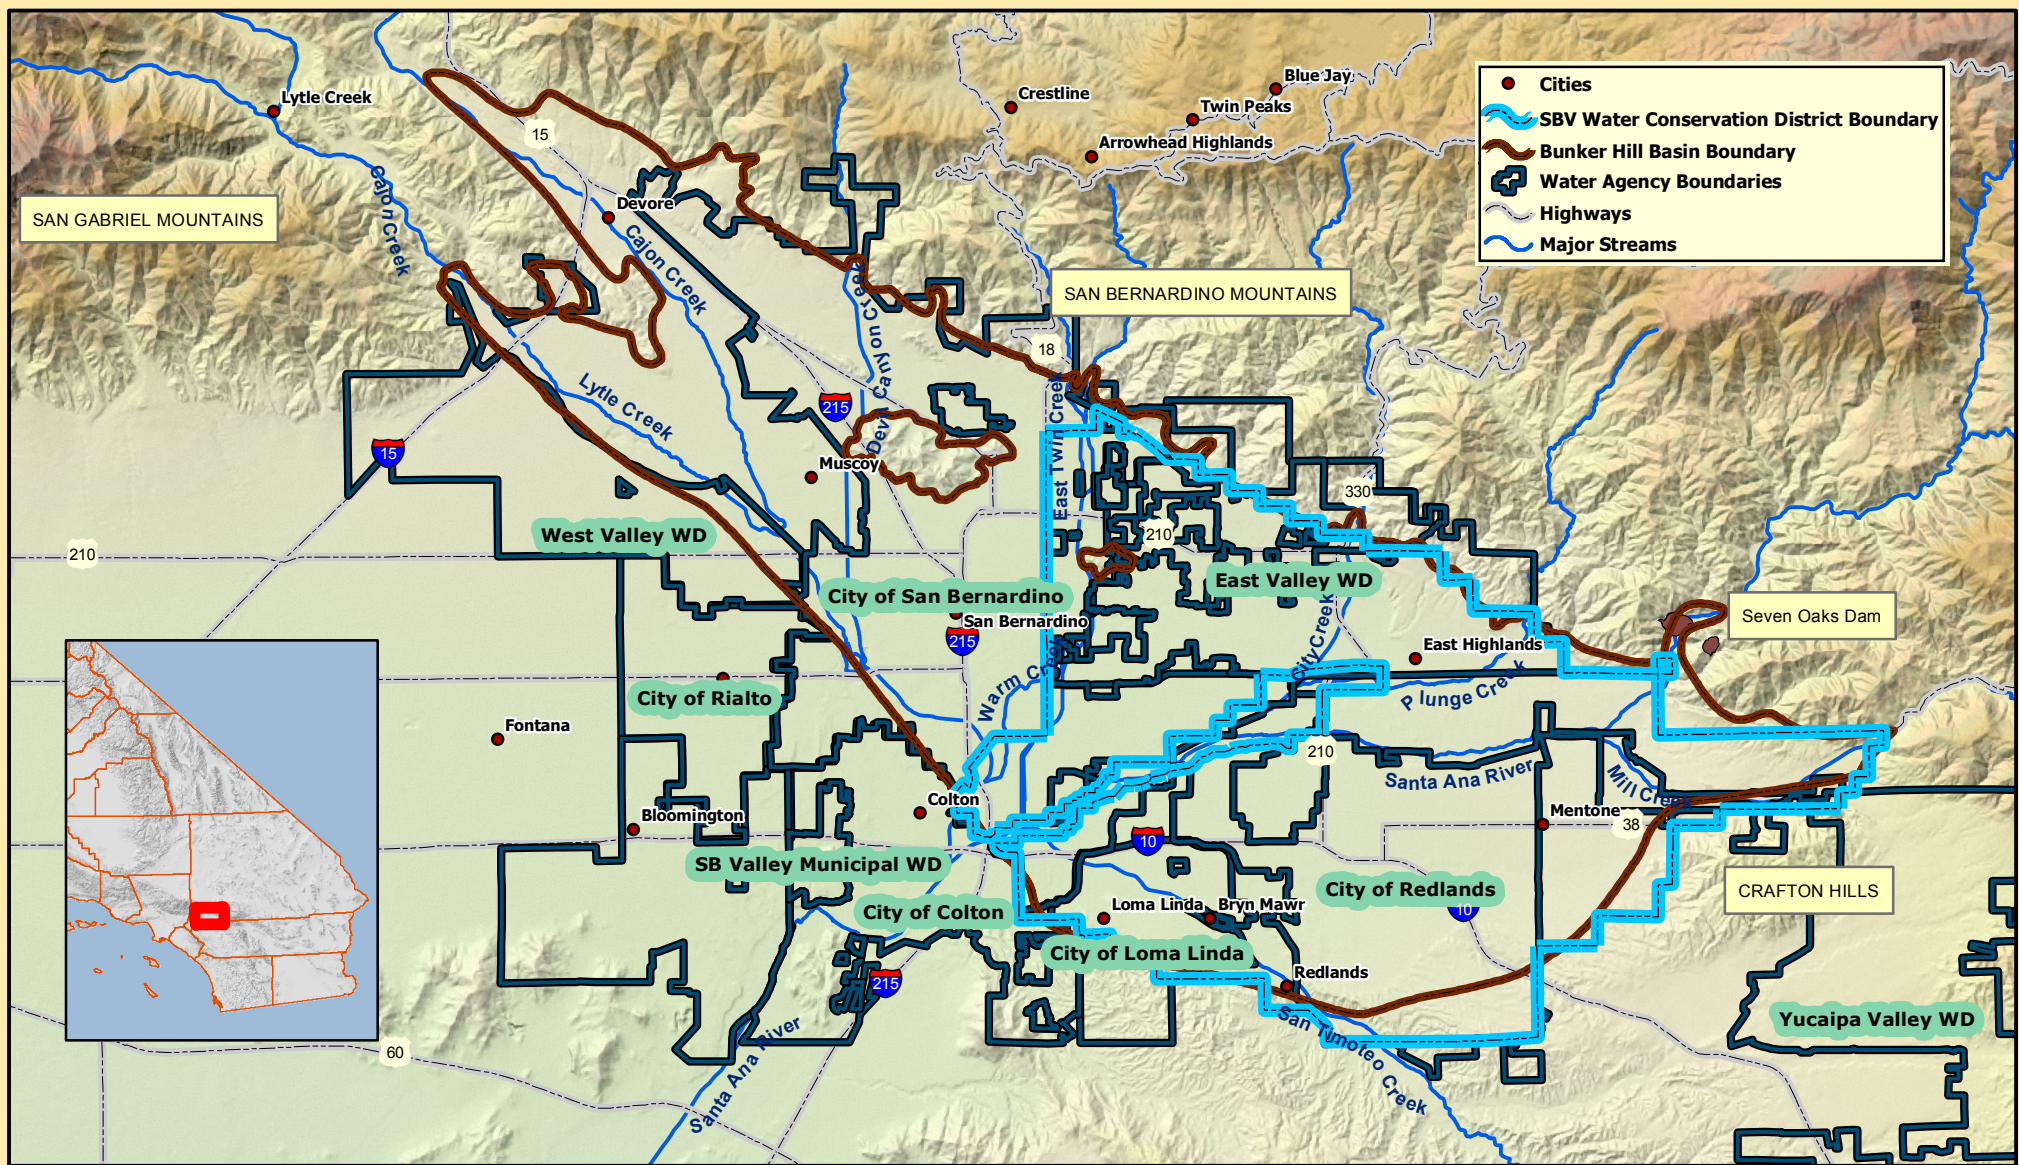 Cities
SBV Water Conservation District Boundary
Bunker Hill Basin Boundary
Water Agency Boundaries
Highways
Major Streams
Blue Jay
Lytle Creek
Crestline
Twin Peaks
15
Arrowhead Highlands
Cajon Creek
Devore
SAN GABRIEL MOUNTAINS
Cajon Creek
SAN BERNARDINO MOUNTAINS
Devil Canyon Creek
18
Lytle Creek
215
East Twin Creek
15
Muscoy
330
West Valley WD
210
210
East Valley WD
City of San Bernardino
San Bernardino
215
Seven Oaks Dam
City Creek
East Highlands
Warm Creek
Plunge Creek
City of Rialto
Fontana
210
Santa Ana River
Mill Creek
Colton
Bloomington
Mentone
38
10
SB Valley Municipal WD
City of Redlands
10
CRAFTON HILLS
Loma Linda
Bryn Mawr
City of Colton
City of Loma Linda
Redlands
215
San Timoteo Creek
Yucaipa Valley WD
Santa Ana River
60